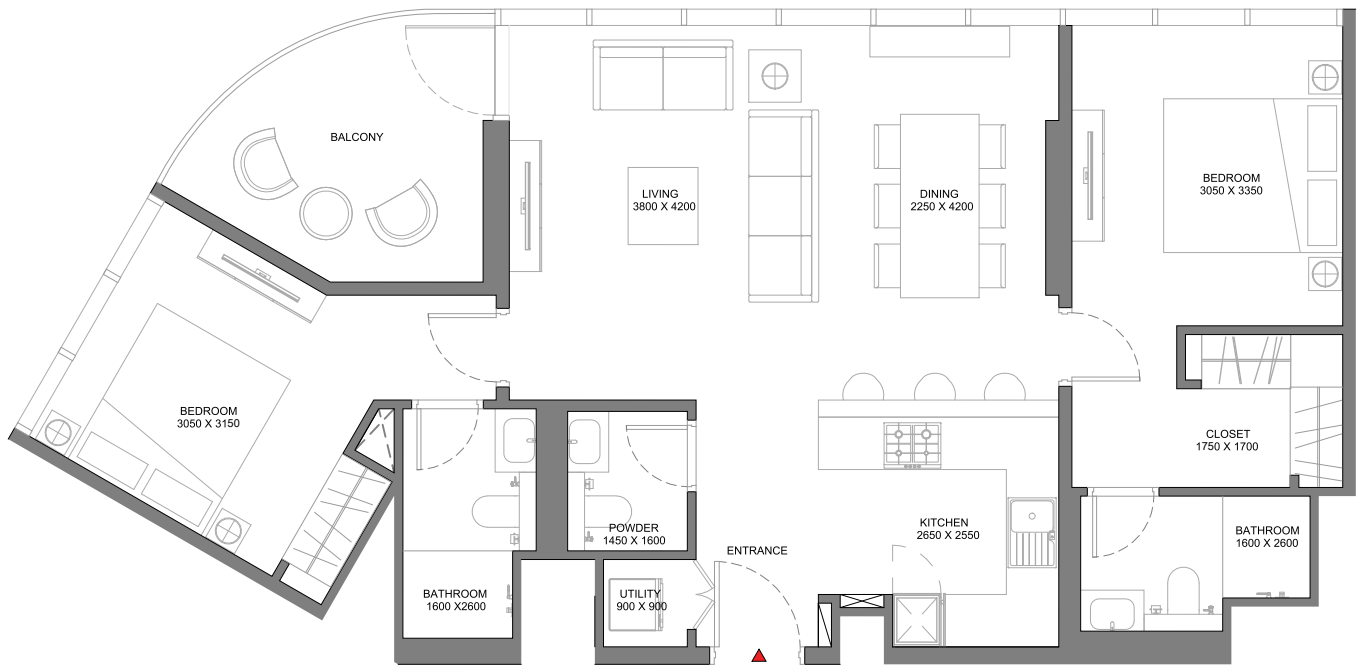 BALCONY
LIVING
3800 X 4200
DINING
2250 X 4200
BEDROOM
3050 X 3350
BEDROOM
3050 X 3150
CLOSET
1750 X 1700
KITCHEN
2650 X 2550
POWDER
1450 X 1600
ENTRANCE
BATHROOM
1600 X 2600
BATHROOM
1600 X2600
UTILITY
900 X 900